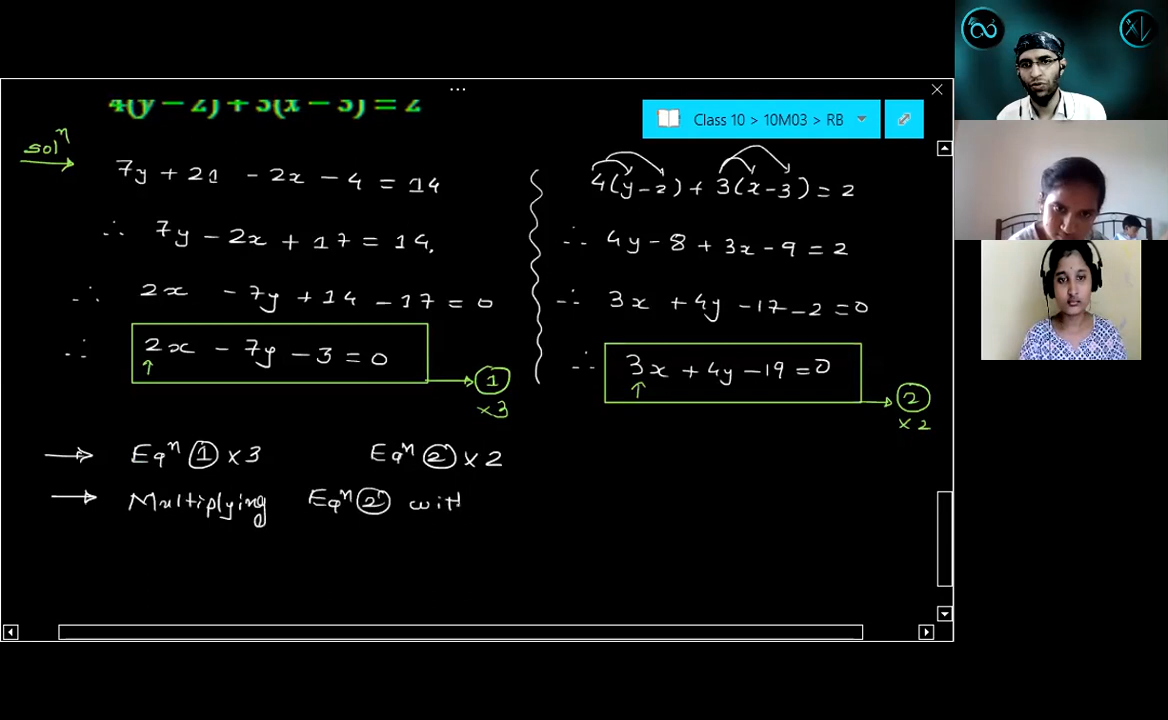 4(y − 2) + 3(x − 3) = 2
Class 10 > 10M03 > RB
solⁿ
7y + 21 - 2x - 4 = 14
∴ 7y - 2x + 17 = 14.
∴ 2x - 7y + 14 - 17 = 0
∴ 2x - 7y - 3 = 0
1
x3
4(y-2) + 3(x-3) = 2
∴ 4y - 8 + 3x - 9 = 2
∴ 3x + 4y - 17 - 2 = 0
∴ 3x + 4y - 19 = 0
2
x2
→ Eqⁿ ① x 3 Eqⁿ ② x 2
→ Multiplying Eqⁿ ② with